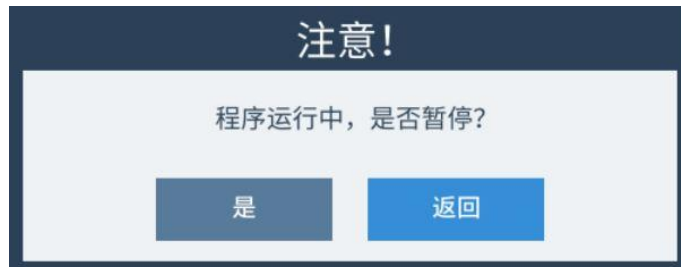 注意！
程序运行中，是否暂停？
是
返回